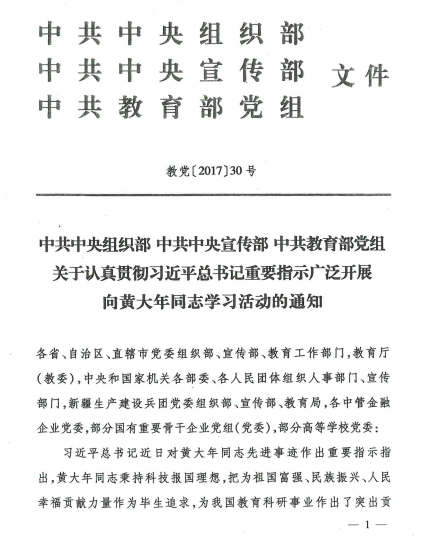 中共中央组织部
中共中央宣传部 文件
中共教育部党组
教党〔2017〕30号
中共中央组织部 中共中央宣传部 中共教育部党组
关于认真贯彻习近平总书记重要指示广泛开展
向黄大年同志学习活动的通知
各省、自治区、直辖市党委组织部、宣传部、教育工作部门，教育厅
(教委)，中央和国家机关各部委、各人民团体组织人事部门、宣传
部门，新疆生产建设兵团党委组织部、宣传部、教育局，各中管金融
企业党委，部分国有重要骨干企业党组(党委)，部分高等学校党委：
习近平总书记近日对黄大年同志先进事迹作出重要指示指
出，黄大年同志秉持科技报国理想，把为祖国富强、民族振兴、人民
幸福贡献力量作为毕生追求，为我国教育科研事业作出了突出贡
— 1 —